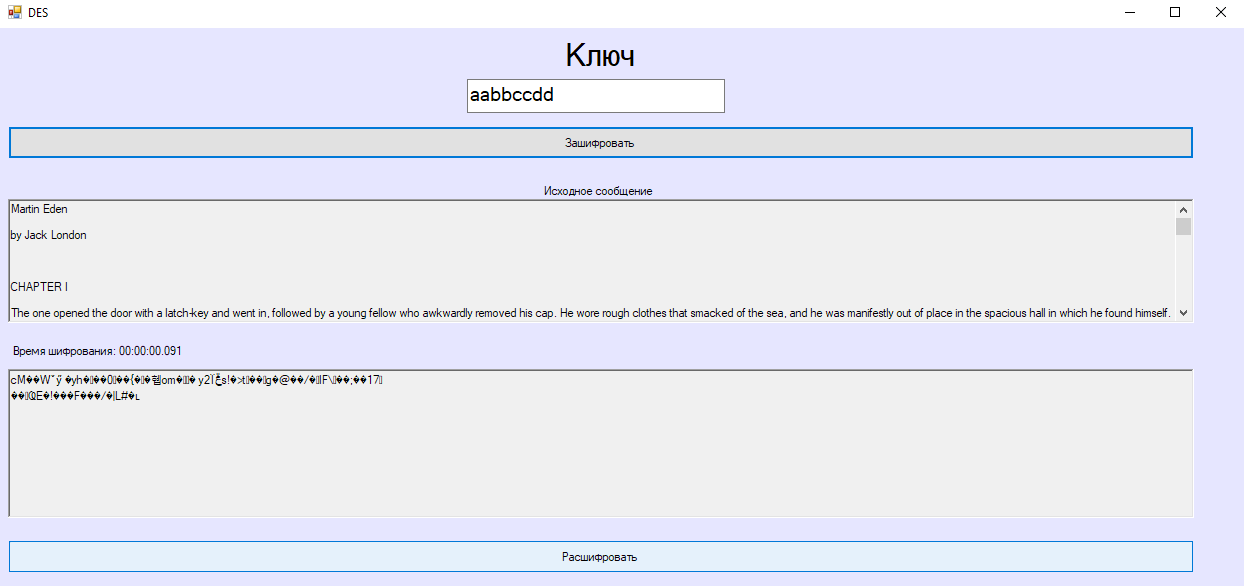 DES
Ключ
aabbccdd
Зашифровать
Исходное сообщение
Martin Eden
by Jack London
CHAPTER I
The one opened the door with a latch-key and went in, followed by a young fellow who awkwardly removed his cap. He wore rough clothes that smacked of the sea, and he was manifestly out of place in the spacious hall in which he found himself.
Время шифрования: 00:00:00.091
Расшифровать